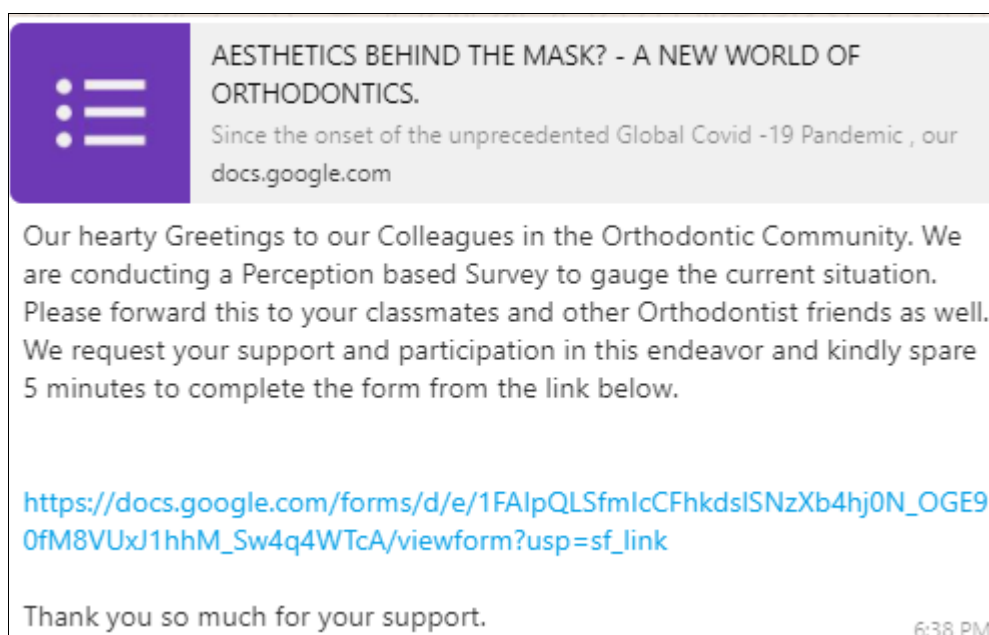 AESTHETICS BEHIND THE MASK? - A NEW WORLD OF
ORTHODONTICS.
Since the onset of the unprecedented Global Covid -19 Pandemic , our
docs.google.com
Our hearty Greetings to our Colleagues in the Orthodontic Community. We
are conducting a Perception based Survey to gauge the current situation.
Please forward this to your classmates and other Orthodontist friends as well.
We request your support and participation in this endeavor and kindly spare
5 minutes to complete the form from the link below.
https://docs.google.com/forms/d/e/1FAIpQLSfmIcCFhkdsISNzXb4hj0N_OGE9
0fM8VUxJ1hhM_Sw4q4WTcA/viewform?usp=sf_link
Thank you so much for your support.
6:38 PM